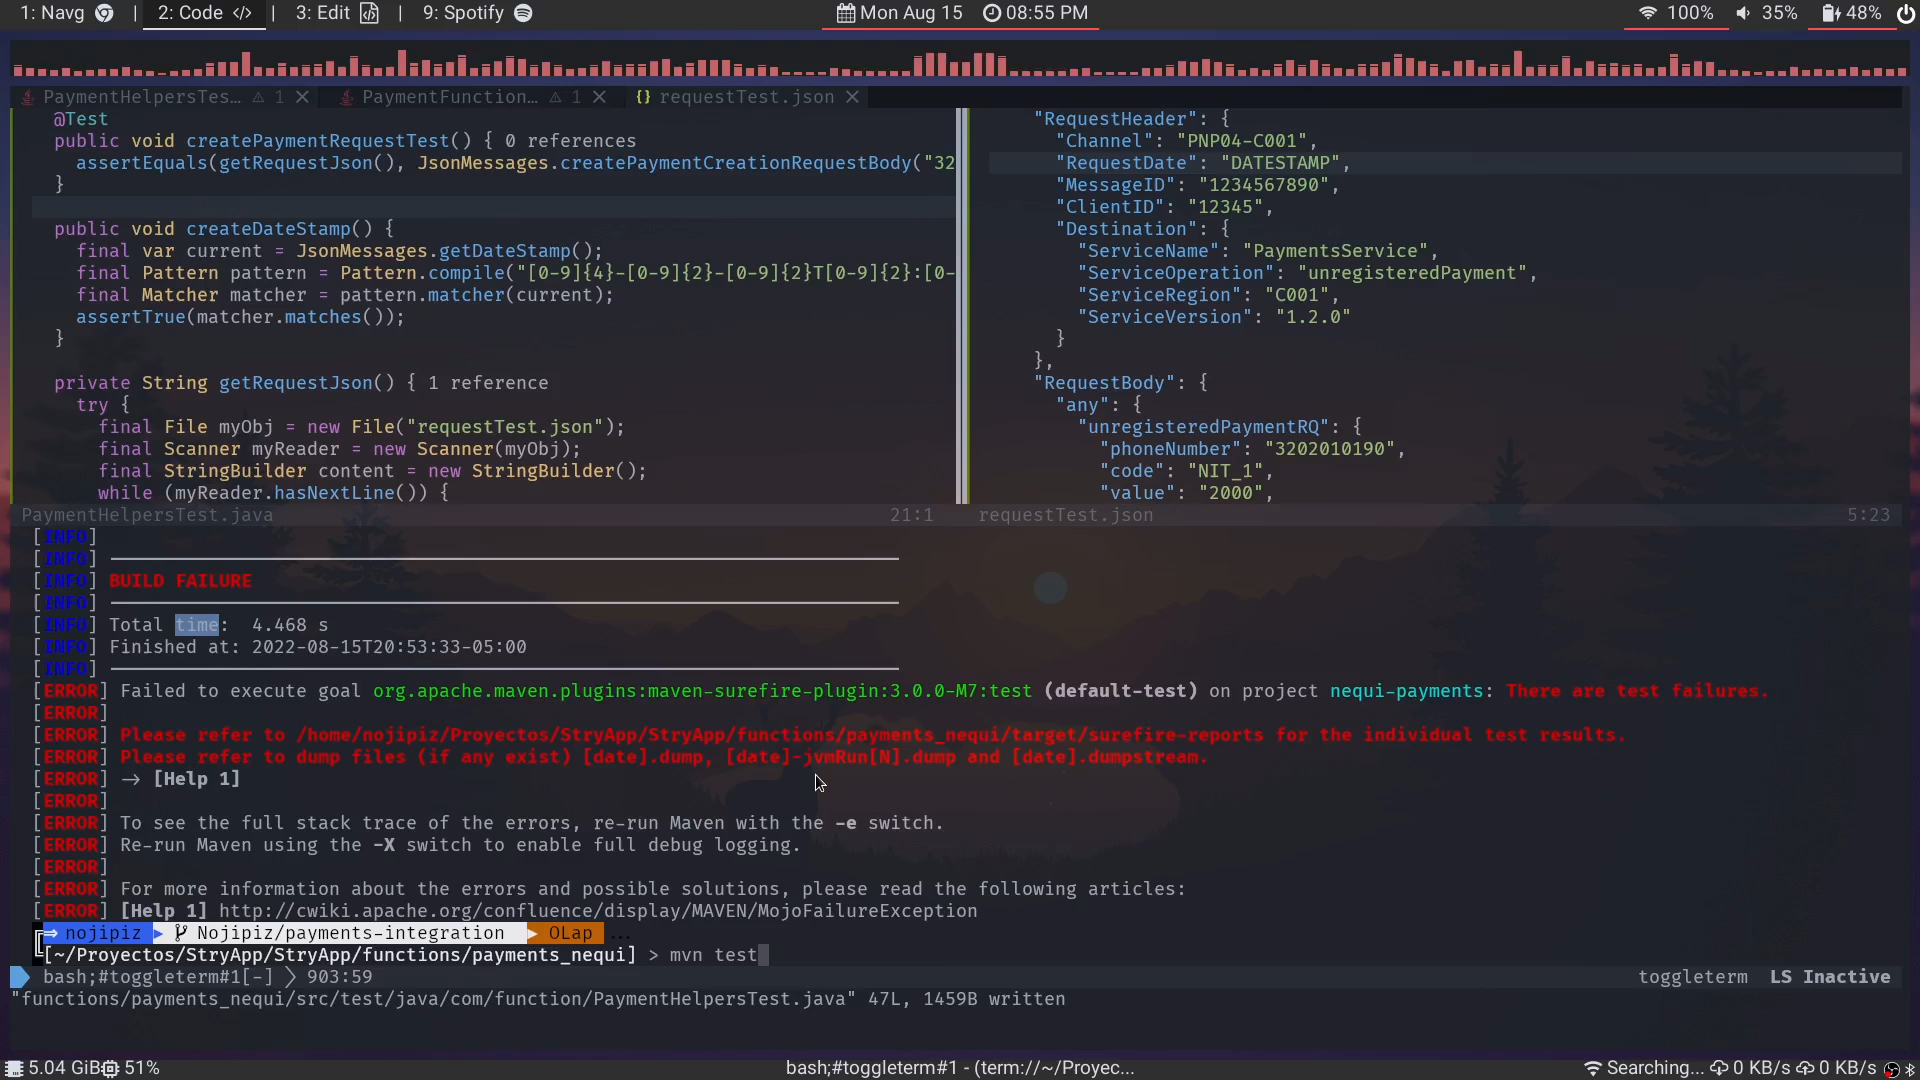 1: Navg | 2: Code </> | 3: Edit | 9: Spotify
Mon Aug 15 08:55 PM
100% 35% 48%
PaymentHelpersTes… ⚠ 1 ✕ PaymentFunction… ⚠ 1 ✕ {} requestTest.json ✕
@Test
public void createPaymentRequestTest() { 0 references
assertEquals(getRequestJson(), JsonMessages.createPaymentCreationRequestBody("32
}
public void createDateStamp() {
final var current = JsonMessages.getDateStamp();
final Pattern pattern = Pattern.compile("[0-9]{4}-[0-9]{2}-[0-9]{2}T[0-9]{2}:[0-
final Matcher matcher = pattern.matcher(current);
assertTrue(matcher.matches());
}
private String getRequestJson() { 1 reference
try {
final File myObj = new File("requestTest.json");
final Scanner myReader = new Scanner(myObj);
final StringBuilder content = new StringBuilder();
while (myReader.hasNextLine()) {
PaymentHelpersTest.java 21:1
"RequestHeader": {
"Channel": "PNP04-C001",
"RequestDate": "DATESTAMP",
"MessageID": "1234567890",
"ClientID": "12345",
"Destination": {
"ServiceName": "PaymentsService",
"ServiceOperation": "unregisteredPayment",
"ServiceRegion": "C001",
"ServiceVersion": "1.2.0"
}
},
"RequestBody": {
"any": {
"unregisteredPaymentRQ": {
"phoneNumber": "3202010190",
"code": "NIT_1",
"value": "2000",
requestTest.json 5:23
[INFO]
[INFO] ------------------------------------------------------------------------
[INFO] BUILD FAILURE
[INFO] ------------------------------------------------------------------------
[INFO] Total time:  4.468 s
[INFO] Finished at: 2022-08-15T20:53:33-05:00
[INFO] ------------------------------------------------------------------------
[ERROR] Failed to execute goal org.apache.maven.plugins:maven-surefire-plugin:3.0.0-M7:test (default-test) on project nequi-payments: There are test failures.
[ERROR]
[ERROR] Please refer to /home/nojipiz/Proyectos/StryApp/StryApp/functions/payments_nequi/target/surefire-reports for the individual test results.
[ERROR] Please refer to dump files (if any exist) [date].dump, [date]-jvmRun[N].dump and [date].dumpstream.
[ERROR] -> [Help 1]
[ERROR]
[ERROR] To see the full stack trace of the errors, re-run Maven with the -e switch.
[ERROR] Re-run Maven using the -X switch to enable full debug logging.
[ERROR]
[ERROR] For more information about the errors and possible solutions, please read the following articles:
[ERROR] [Help 1] http://cwiki.apache.org/confluence/display/MAVEN/MojoFailureException
⇒ nojipiz Nojipiz/payments-integration OLap ...
[~/Proyectos/StryApp/StryApp/functions/payments_nequi] > mvn test
bash;#toggleterm#1[-] 903:59 toggleterm LS Inactive
"functions/payments_nequi/src/test/java/com/function/PaymentHelpersTest.java" 47L, 1459B written
5.04 GiB 51% bash;#toggleterm#1 - (term://~/Proyec... Searching... 0 KB/s 0 KB/s